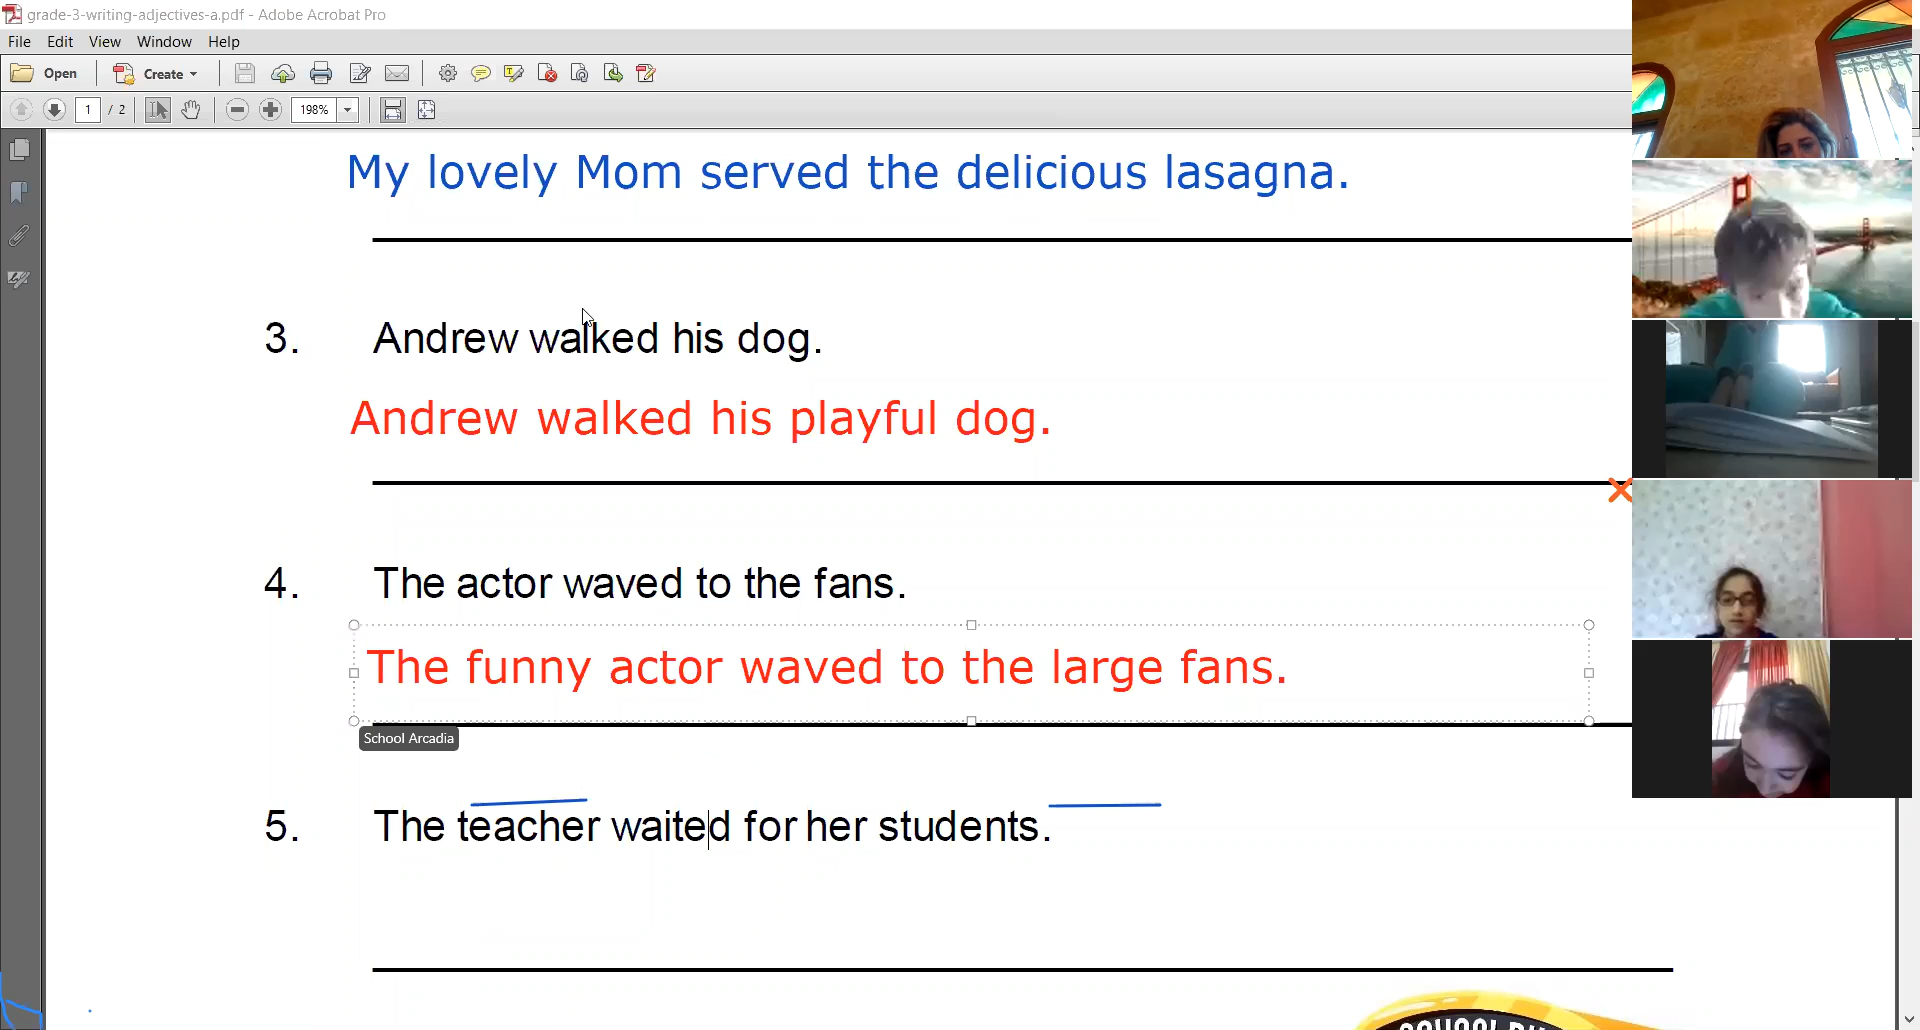 grade-3-writing-adjectives-a.pdf - Adobe Acrobat Pro
File Edit View Window Help
Open Create
1 / 2 198%
My lovely Mom served the delicious lasagna.
3. Andrew walked his dog.
Andrew walked his playful dog.
4. The actor waved to the fans.
The funny actor waved to the large fans.
School Arcadia
5. The teacher waited for her students.
SCHOOL